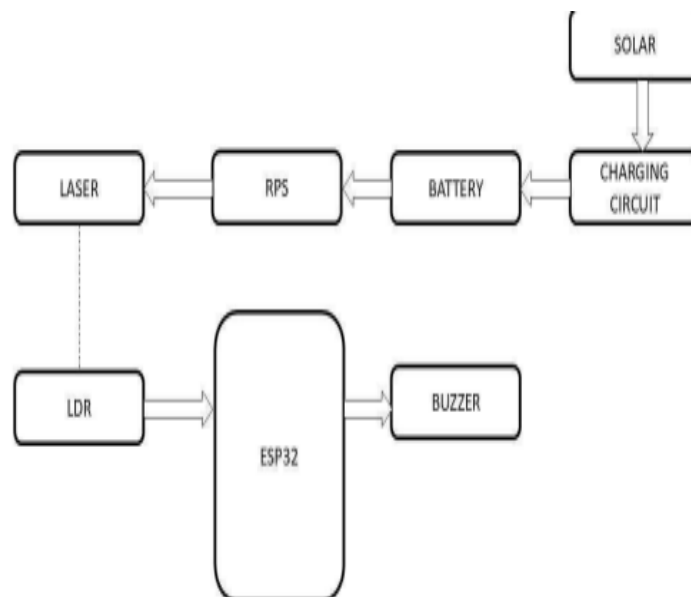 SOLAR
LASER
RPS
BATTERY
CHARGING
CIRCUIT
LDR
ESP32
BUZZER